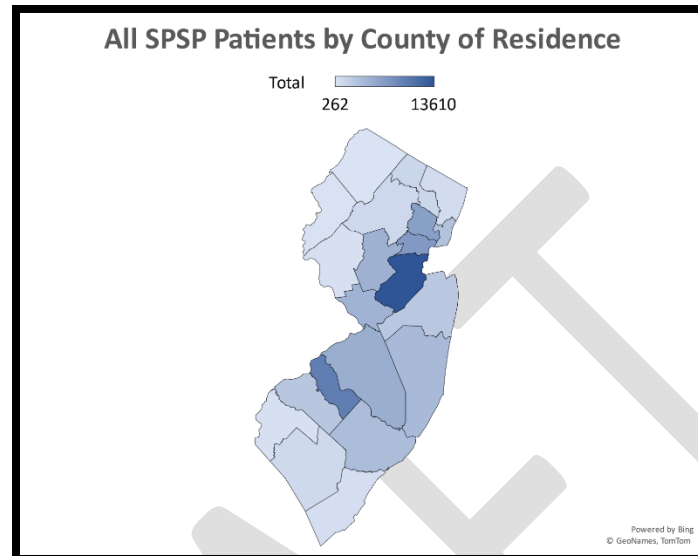 All SPSP Patients by County of Residence
Total
262 13610
Powered by Bing
© GeoNames, TomTom